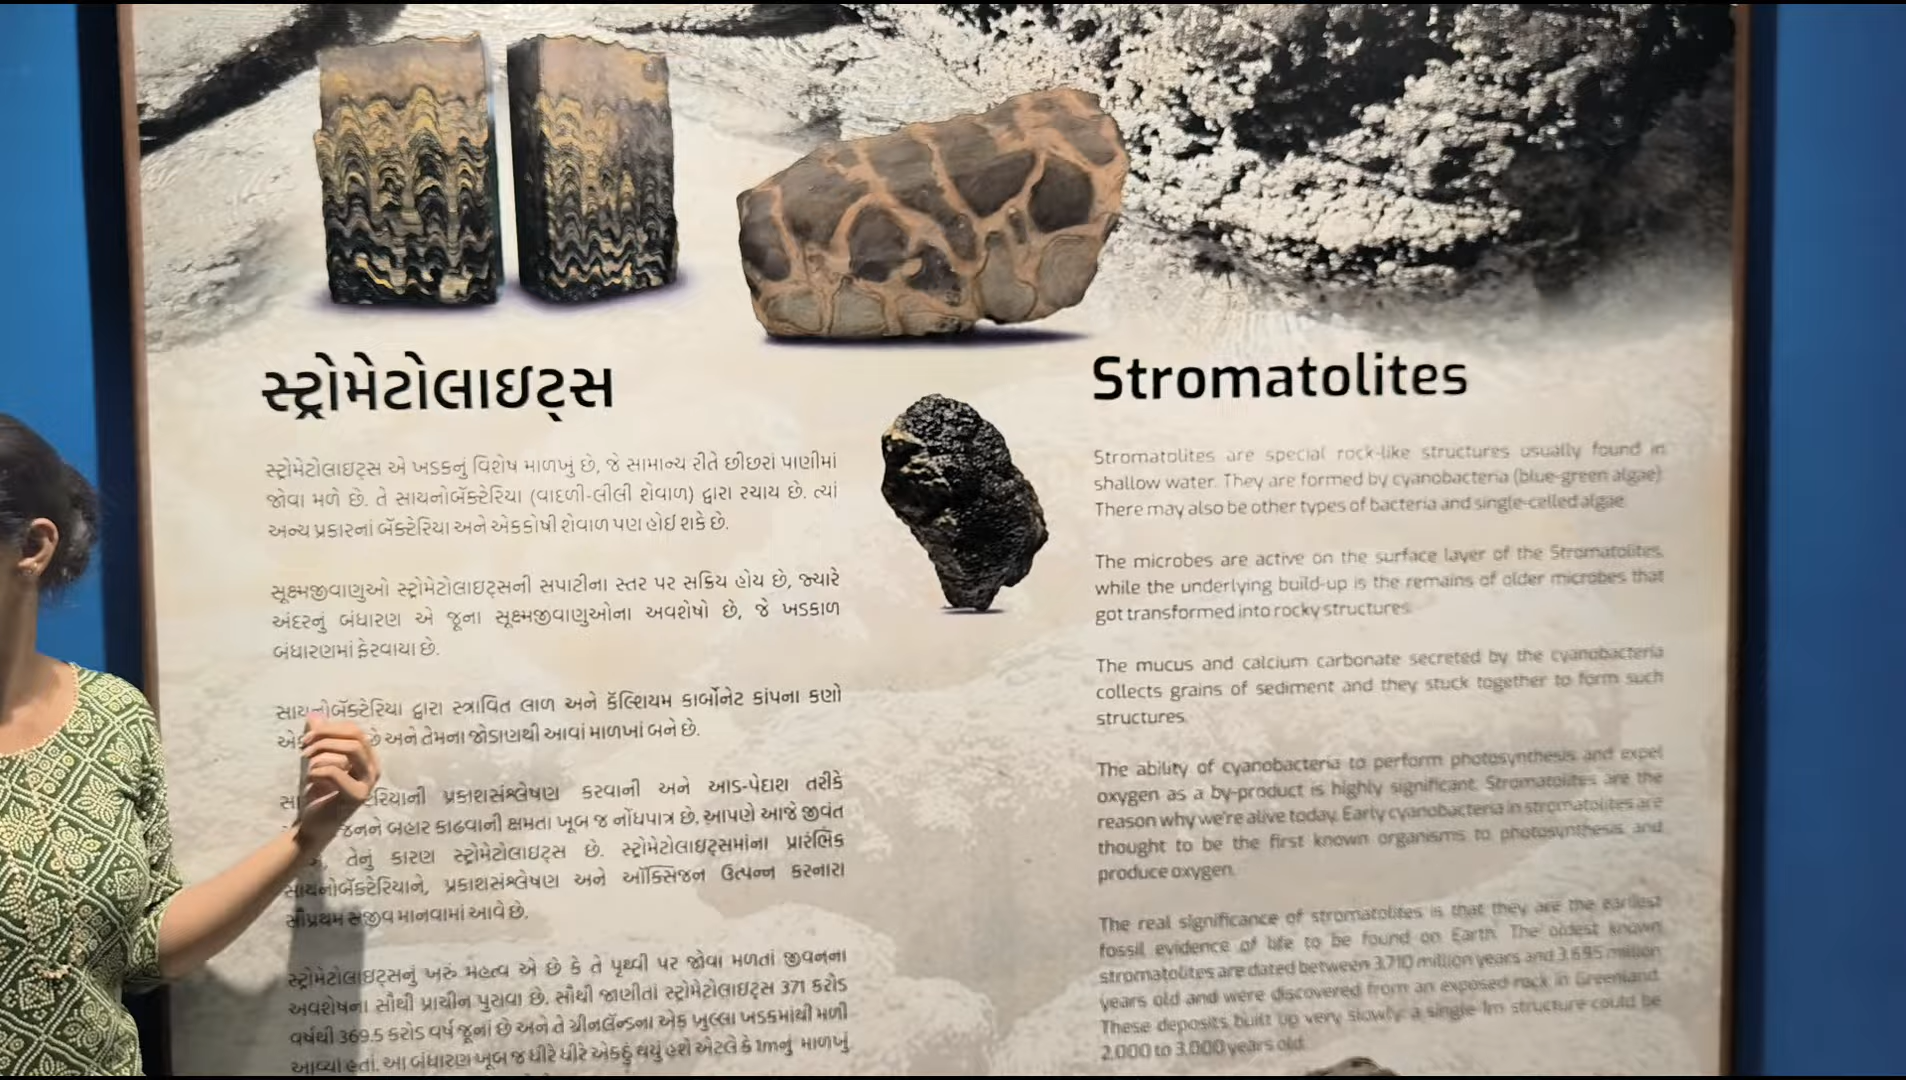 સ્ટ્રોમેટોલાઇટ્સ
સ્ટ્રોમેટોલાઇટ્સ એ ખડકનું વિશેષ માળખું છે, જે સામાન્ય રીતે છીછરાં પાણીમાં
જોવા મળે છે. તે સાયનોબૅક્ટેરિયા (વાદળી-લીલી શેવાળ) દ્વારા રચાય છે. ત્યાં
અન્ય પ્રકારનાં બૅક્ટેરિયા અને એકકોષી શેવાળ પણ હોઈ શકે છે.
સૂક્ષ્મજીવાણુઓ સ્ટ્રોમેટોલાઇટ્સની સપાટીના સ્તર પર સક્રિય હોય છે, જ્યારે
અંદરનું બંધારણ એ જૂના સૂક્ષ્મજીવાણુઓના અવશેષો છે, જે ખડકાળ
બંધારણમાં ફેરવાયા છે.
સાયનોબૅક્ટેરિયા દ્વારા સ્ત્રાવિત લાળ અને કૅલ્શિયમ કાર્બોનેટ કાંપના કણો
છે અને તેમના જોડાણથી આવાં માળખાં બને છે.
પ્રકાશસંશ્લેષણ કરવાની અને આડ-પેદાશ તરીકે
બહાર કાઢવાની ક્ષમતા ખૂબ જ નોંધપાત્ર છે. આપણે આજે જીવંત
તેનું કારણ સ્ટ્રોમેટોલાઇટ્સ છે. સ્ટ્રોમેટોલાઇટ્સમાંના પ્રારંભિક
સાયનોબૅક્ટેરિયાને, પ્રકાશસંશ્લેષણ અને ઑક્સિજન ઉત્પન્ન કરનારા
સૌપ્રથમ સજીવ માનવામાં આવે છે.
સ્ટ્રોમેટોલાઇટ્સનું ખરું મહત્વ એ છે કે તે પૃથ્વી પર જોવા મળતાં જીવનના
અવશેષના સૌથી પ્રાચીન પુરાવા છે. સૌથી જાણીતાં સ્ટ્રોમેટોલાઇટ્સ 371 કરોડ
વર્ષથી 369.5 કરોડ વર્ષ જૂનાં છે અને તે ગ્રીનલૅન્ડના એક ખુલ્લા ખડકમાંથી મળી
આવ્યાં હતાં. આ બંધારણ ખૂબ જ ધીરે ધીરે એકઠું થયું હશે એટલે કે 1mનું માળખું
Stromatolites
Stromatolites are special rock-like structures usually found in
shallow water. They are formed by cyanobacteria (blue-green algae).
There may also be other types of bacteria and single-celled algae.
The microbes are active on the surface layer of the Stromatolites,
while the underlying build-up is the remains of older microbes that
got transformed into rocky structures.
The mucus and calcium carbonate secreted by the cyanobacteria
collects grains of sediment and they stuck together to form such
structures.
The ability of cyanobacteria to perform photosynthesis and expel
oxygen as a by-product is highly significant. Stromatolites are the
reason why we're alive today. Early cyanobacteria in stromatolites are
thought to be the first known organisms to photosynthesis and
produce oxygen.
The real significance of stromatolites is that they are the earliest
fossil evidence of life to be found on Earth. The oldest known
stromatolites are dated between 3,710 million years and 3,695 million
years old and were discovered from an exposed rock in Greenland.
These deposits built up very slowly: a single 1m structure could be
2,000 to 3,000 years old.